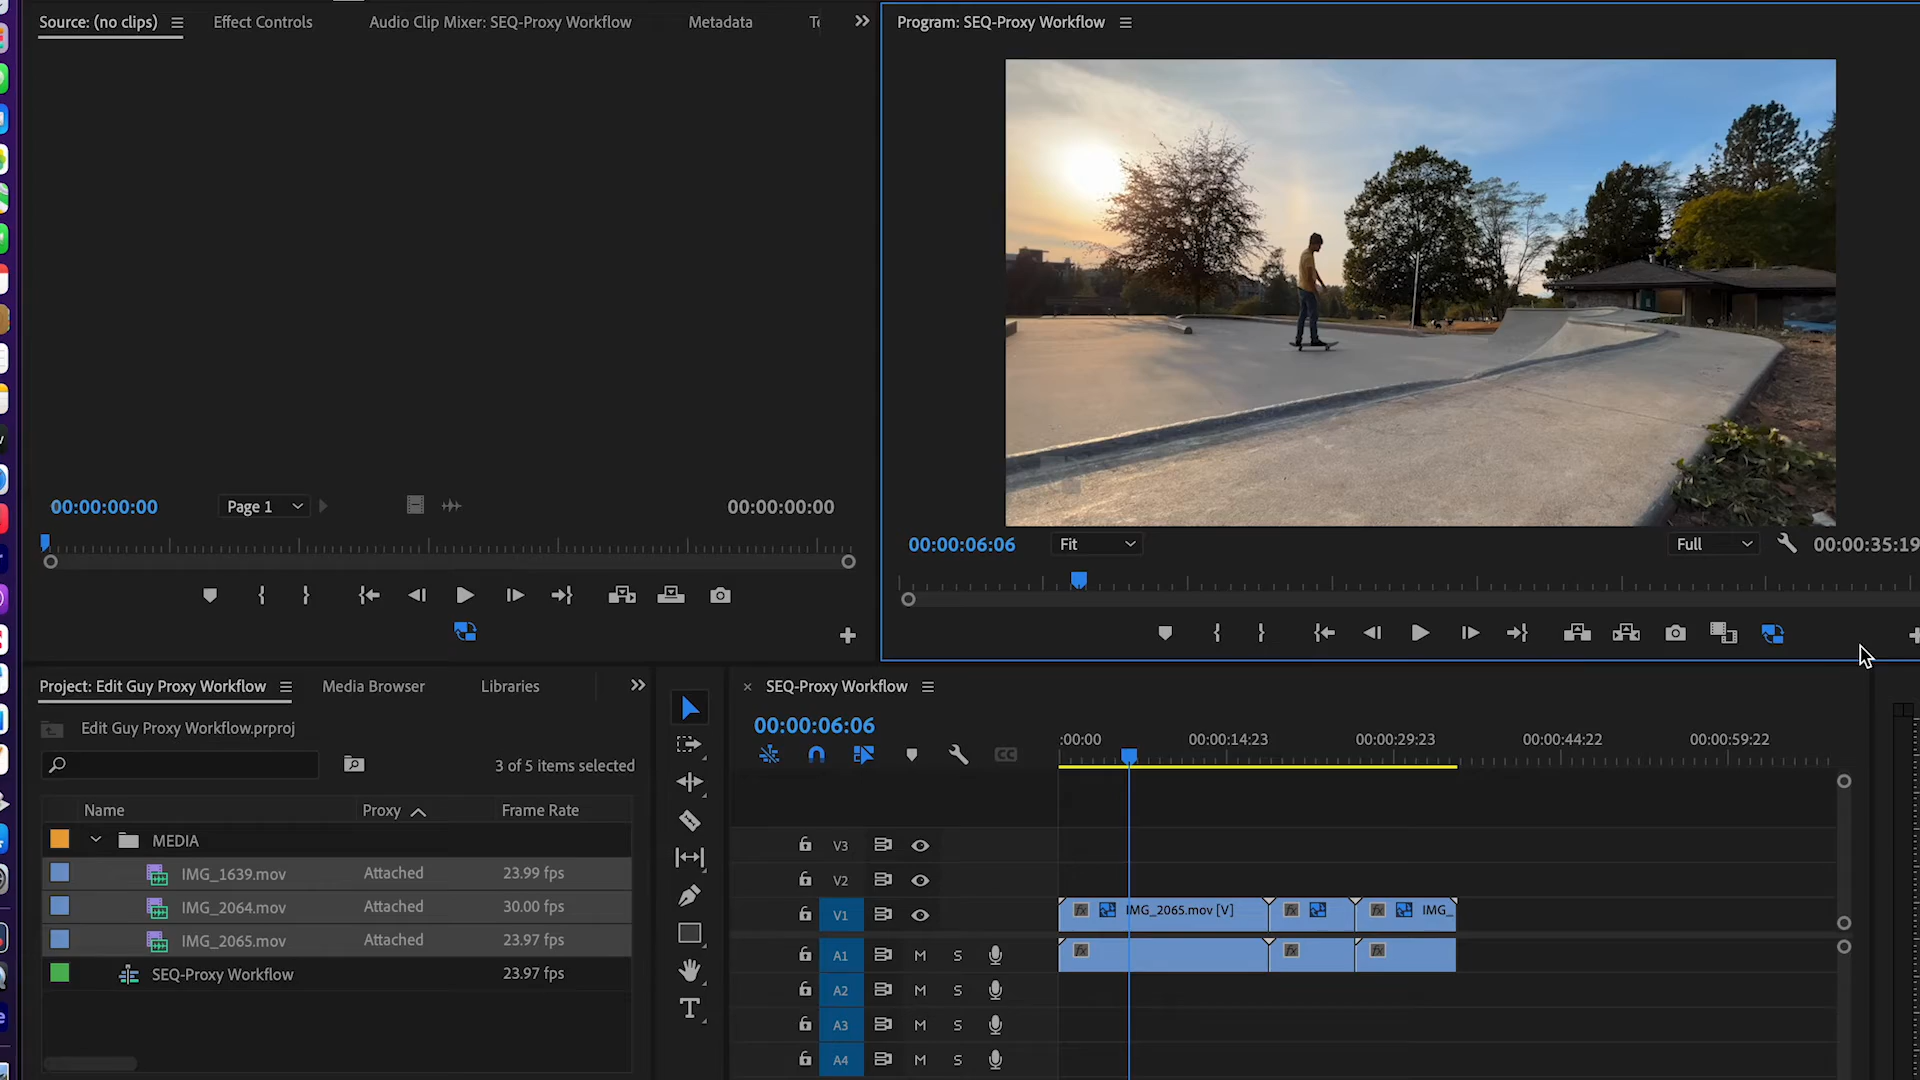 Source: (no clips)
Effect Controls
Audio Clip Mixer: SEQ-Proxy Workflow
Metadata
Program: SEQ-Proxy Workflow
00:00:00:00
Page 1
00:00:00:00
00:00:06:06
Fit
Full
00:00:35:19
Project: Edit Guy Proxy Workflow
Media Browser
Libraries
Edit Guy Proxy Workflow.prproj
3 of 5 items selected
Name
Proxy
Frame Rate
MEDIA
IMG_1639.mov
Attached
23.99 fps
IMG_2064.mov
Attached
30.00 fps
IMG_2065.mov
Attached
23.97 fps
SEQ-Proxy Workflow
23.97 fps
SEQ-Proxy Workflow
00:00:06:06
:00:00
00:00:14:23
00:00:29:23
00:00:44:22
00:00:59:22
V3
V2
V1
fx
IMG_2065.mov [V]
fx
fx
IMG_
A1
M
S
fx
fx
fx
A2
M
S
A3
M
S
A4
M
S